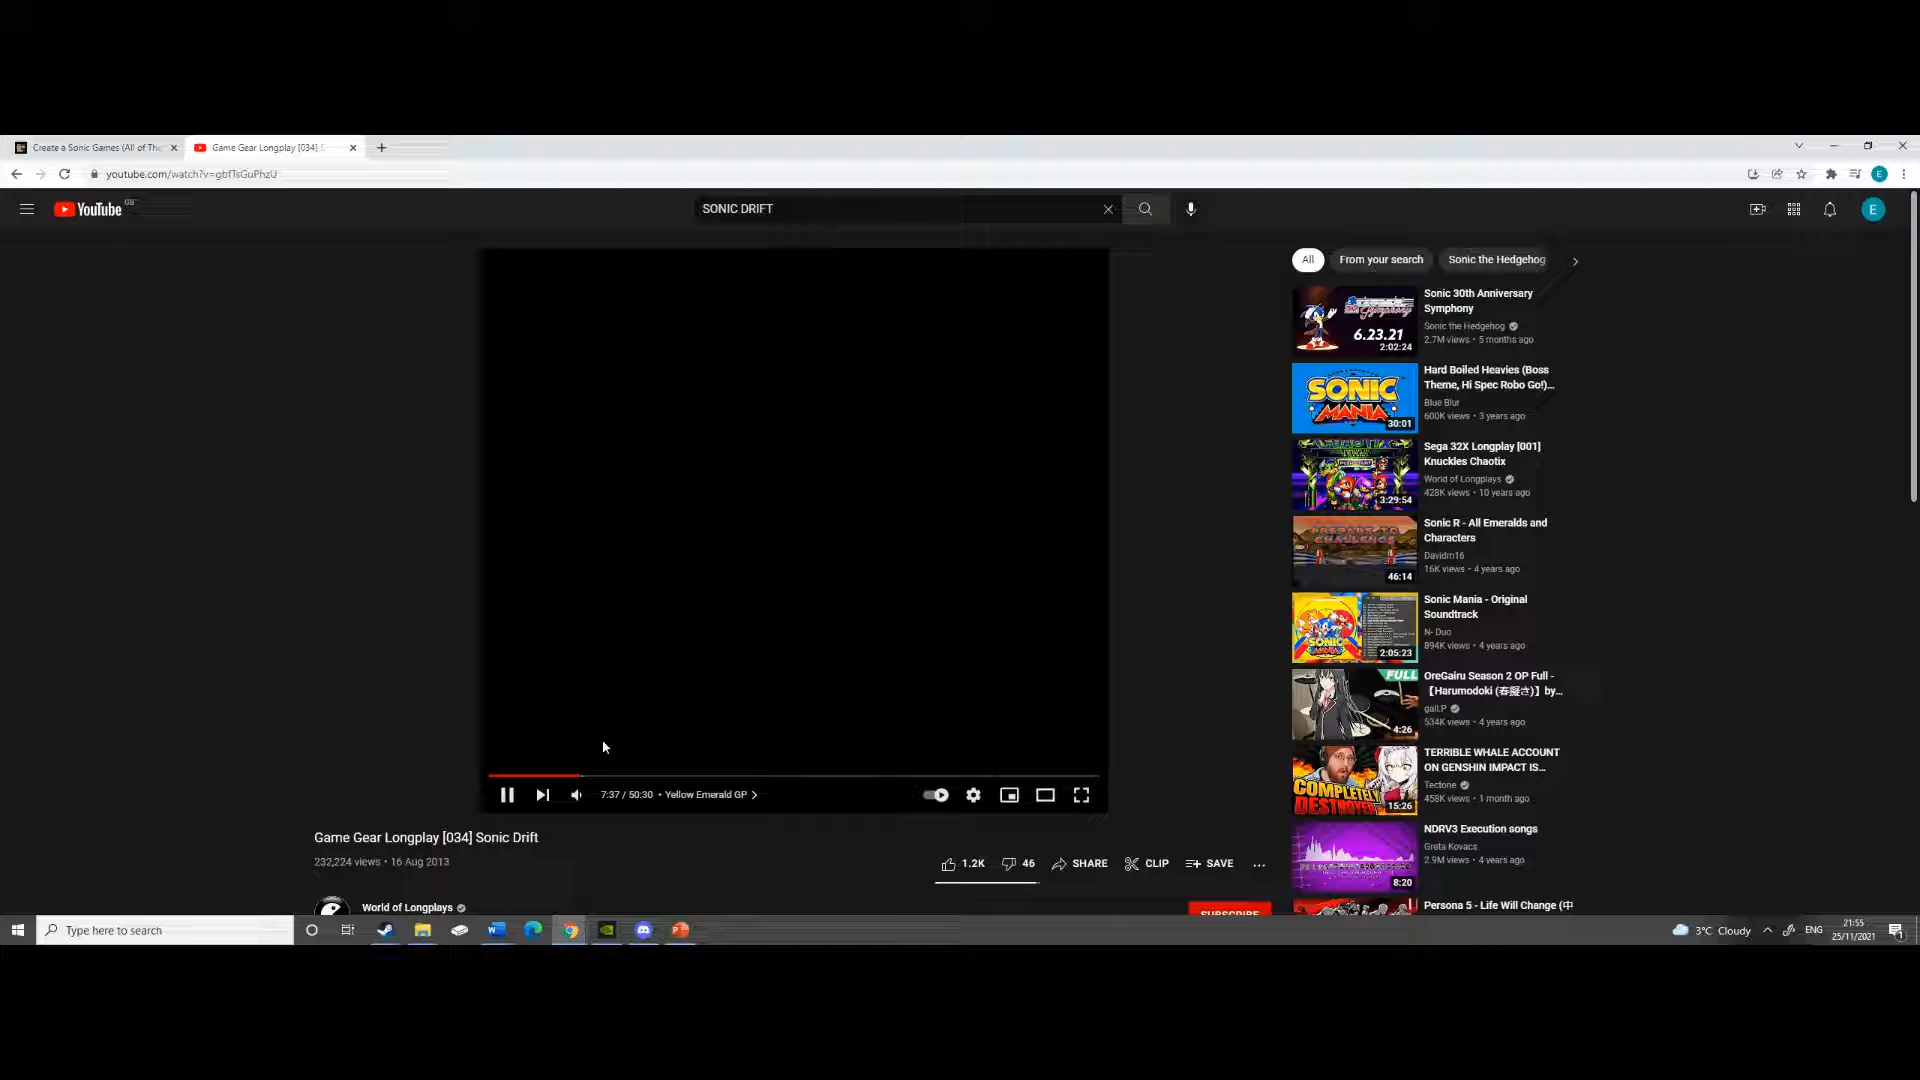 Create a Sonic Games (All of The
Game Gear Longplay [034] S
youtube.com/watch?v=gbfTsGuPhzU
E
YouTube GB
SONIC DRIFT
E
All
From your search
Sonic the Hedgehog
6.23.21
2:02:24
Sonic 30th Anniversary
Symphony
Sonic the Hedgehog
2.7M views • 5 months ago
SONIC
MANIA
30:01
Hard Boiled Heavies (Boss
Theme, Hi Spec Robo Go!)...
Blue Blur
600K views • 3 years ago
CHAOTIX
3:29:54
Sega 32X Longplay [001]
Knuckles Chaotix
World of Longplays
428K views • 10 years ago
PREPARE TO
CHALLENGE
46:14
Sonic R - All Emeralds and
Characters
Davidm16
16K views • 4 years ago
SONIC
2:05:23
Sonic Mania - Original
Soundtrack
N- Duo
894K views • 4 years ago
FULL
4:26
OreGairu Season 2 OP Full -
【Harumodoki (春擬き)】by...
gall.P
534K views • 4 years ago
COMPLETELY
DESTROYED
15:26
TERRIBLE WHALE ACCOUNT
ON GENSHIN IMPACT IS...
Tectone
458K views • 1 month ago
8:20
NDRV3 Execution songs
Greta Kovacs
2.9M views • 4 years ago
Persona 5 - Life Will Change (中
7:37 / 50:30 • Yellow Emerald GP
Game Gear Longplay [034] Sonic Drift
232,224 views • 16 Aug 2013
1.2K
46
SHARE
CLIP
SAVE
World of Longplays
SUBSCRIBE
Type here to search
3°C Cloudy
ENG
21:55
25/11/2021
1